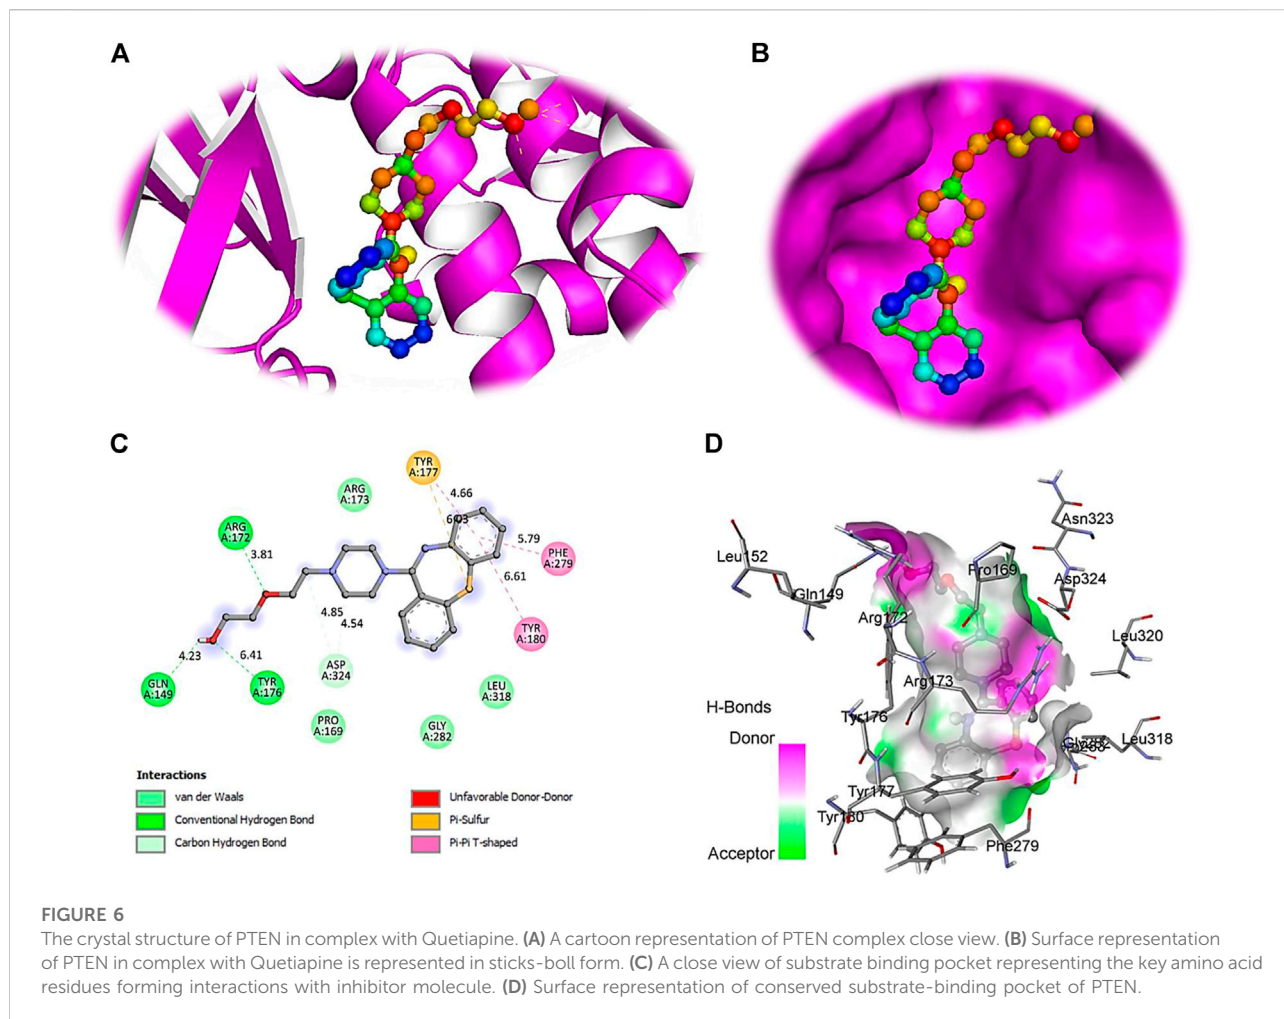 A
B
C
TYR
A:177
ARG
A:173
4.66
6.03
ARG
A:172
3.81
5.79
PHE
A:279
6.61
4.85
4.54
TYR
A:180
4.23
6.41
ASP
A:324
GLN
A:149
TYR
A:176
LEU
A:318
PRO
A:169
GLY
A:282
Interactions
van der Waals
Conventional Hydrogen Bond
Carbon Hydrogen Bond
Unfavorable Donor-Donor
Pi-Sulfur
Pi-Pi T-shaped
D
Asn323
Leu152
Pro169
Asp324
Gln149
Arg172
Leu320
Arg173
H-Bonds
Tyr176
Donor
Leu318
Tyr177
Tyr180
Phe279
Acceptor
FIGURE 6
The crystal structure of PTEN in complex with Quetiapine. (A) A cartoon representation of PTEN complex close view. (B) Surface representation
of PTEN in complex with Quetiapine is represented in sticks-boll form. (C) A close view of substrate binding pocket representing the key amino acid
residues forming interactions with inhibitor molecule. (D) Surface representation of conserved substrate-binding pocket of PTEN.